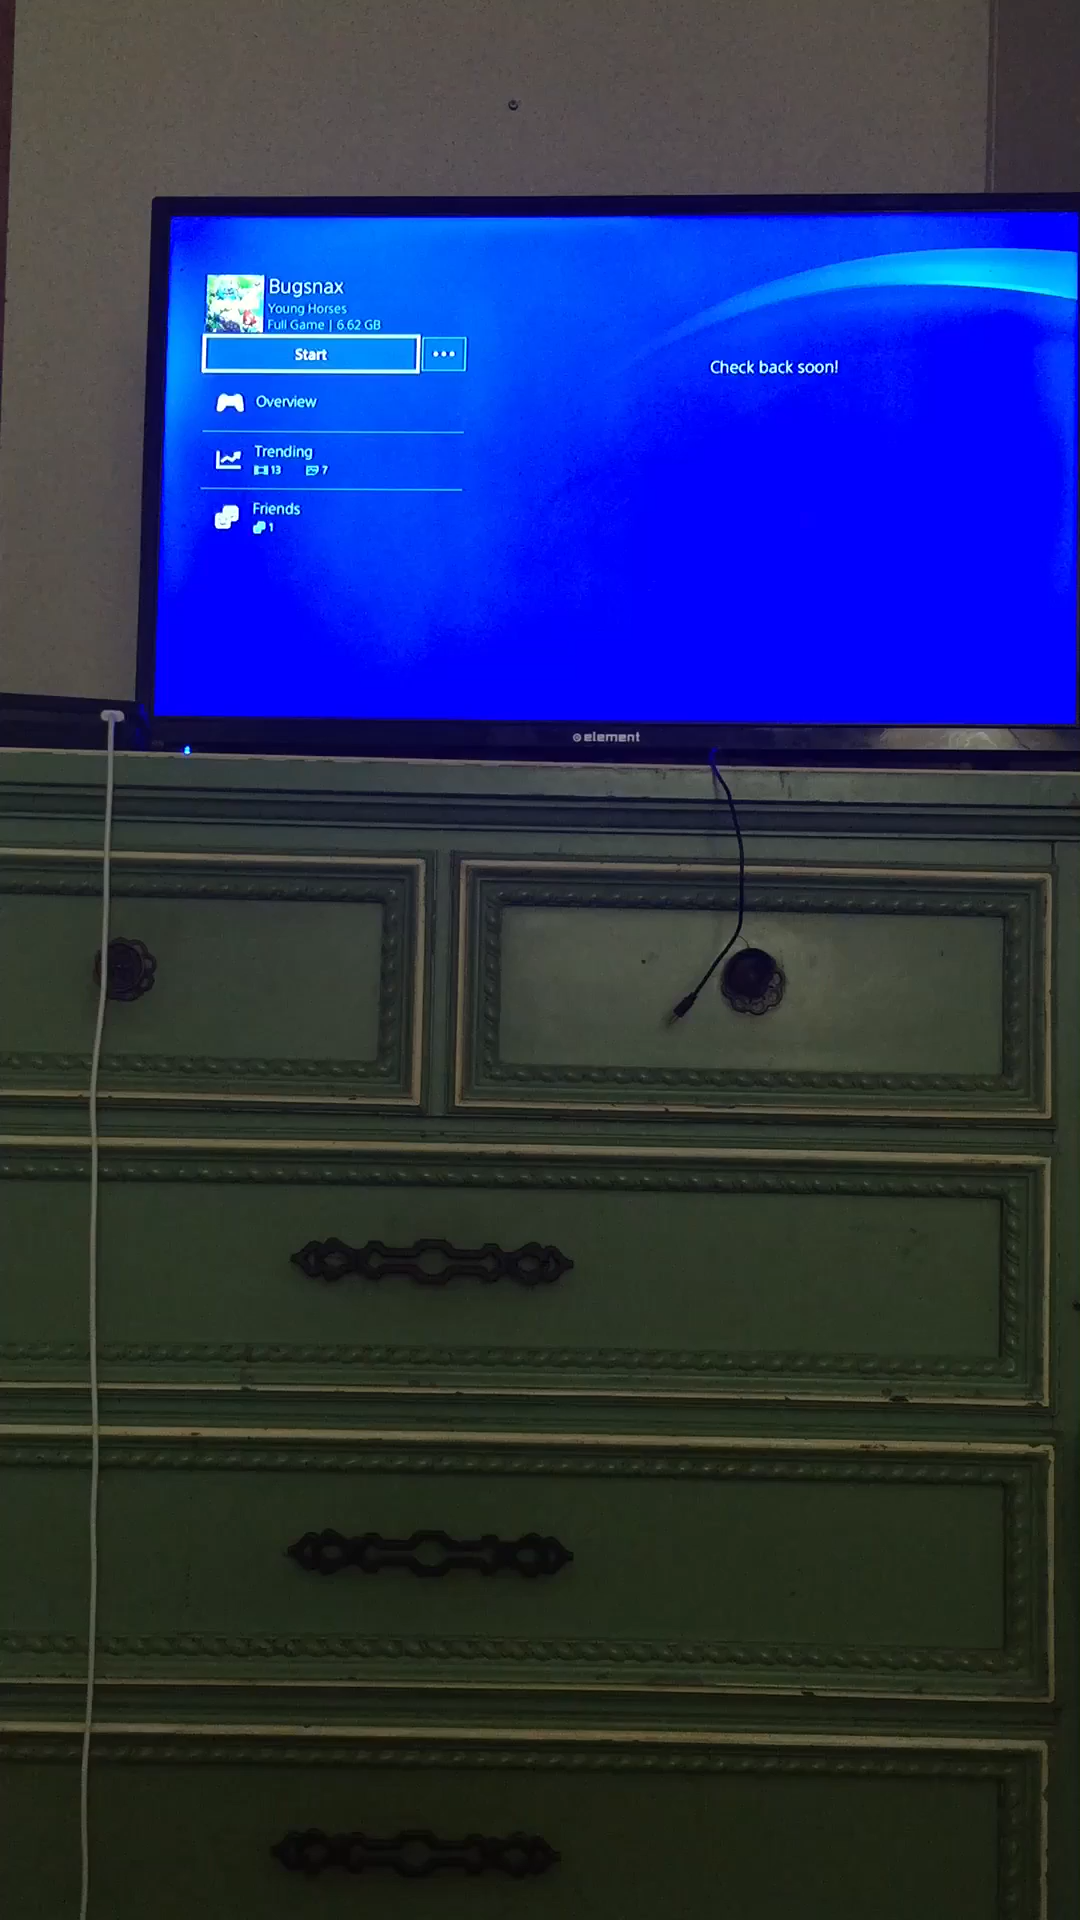 Bugsnax
Young Horses
Full Game | 6.62 GB
Start
Overview
Trending
13 7
Friends
1
Check back soon!
element